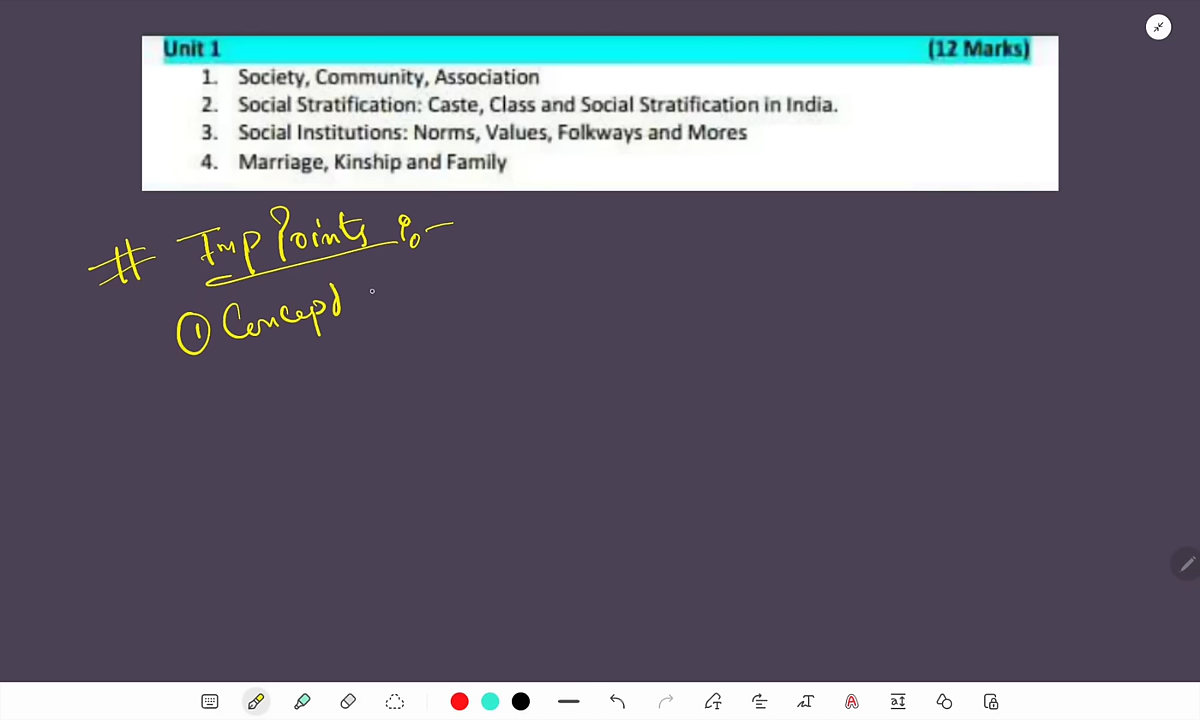 Unit 1 (12 Marks)
1. Society, Community, Association
2. Social Stratification: Caste, Class and Social Stratification in India.
3. Social Institutions: Norms, Values, Folkways and Mores
4. Marriage, Kinship and Family
# Imp Points :-
① Concept